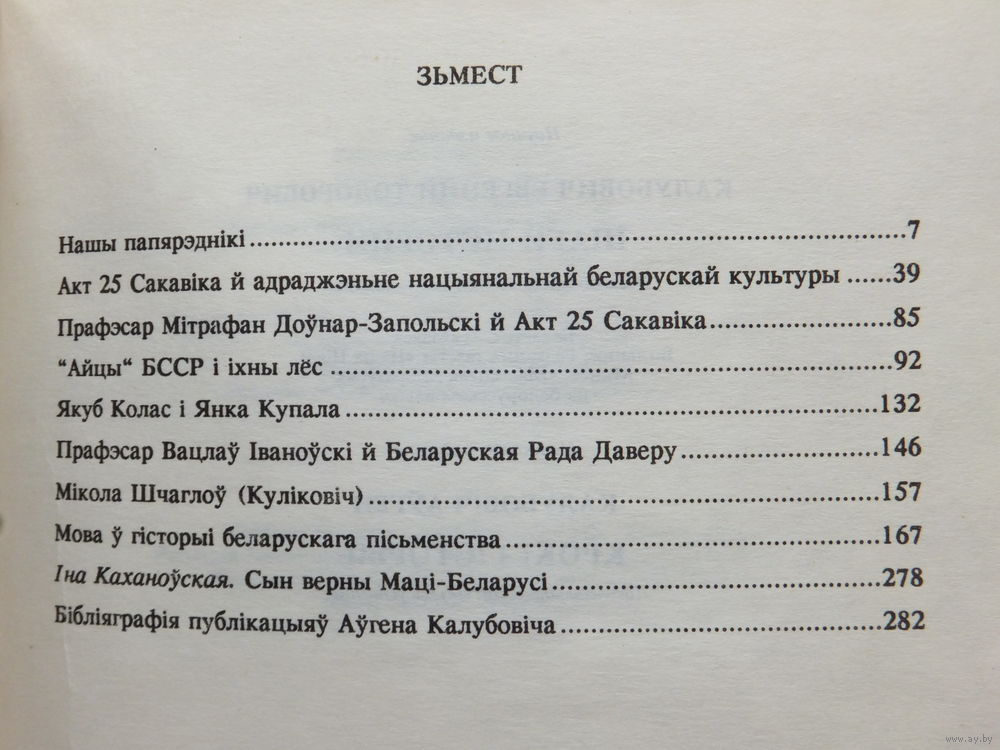 ЗЬМЕСТ
Нашы папярэднікі....................7
Акт 25 Сакавіка й адраджэньне нацыянальнай беларускай культуры ......39
Прафэсар Мітрафан Доўнар-Запольскі й Акт 25 Сакавіка....................85
“Айцы“ БССР і іхны лёс ....................92
Якуб Колас і Янка Купала....................132
Прафэсар Вацлаў Іваноўскі й Беларуская Рада Даверу....................146
Мікола Шчаглоў (Куліковіч)....................157
Мова ў гісторыі беларускага пісьменства....................167
Іна Каханоўская. Сын верны Маці-Беларусі....................278
Бібліяграфія публікацыяў Аўгена Калубовіча....................282
www.ay.by